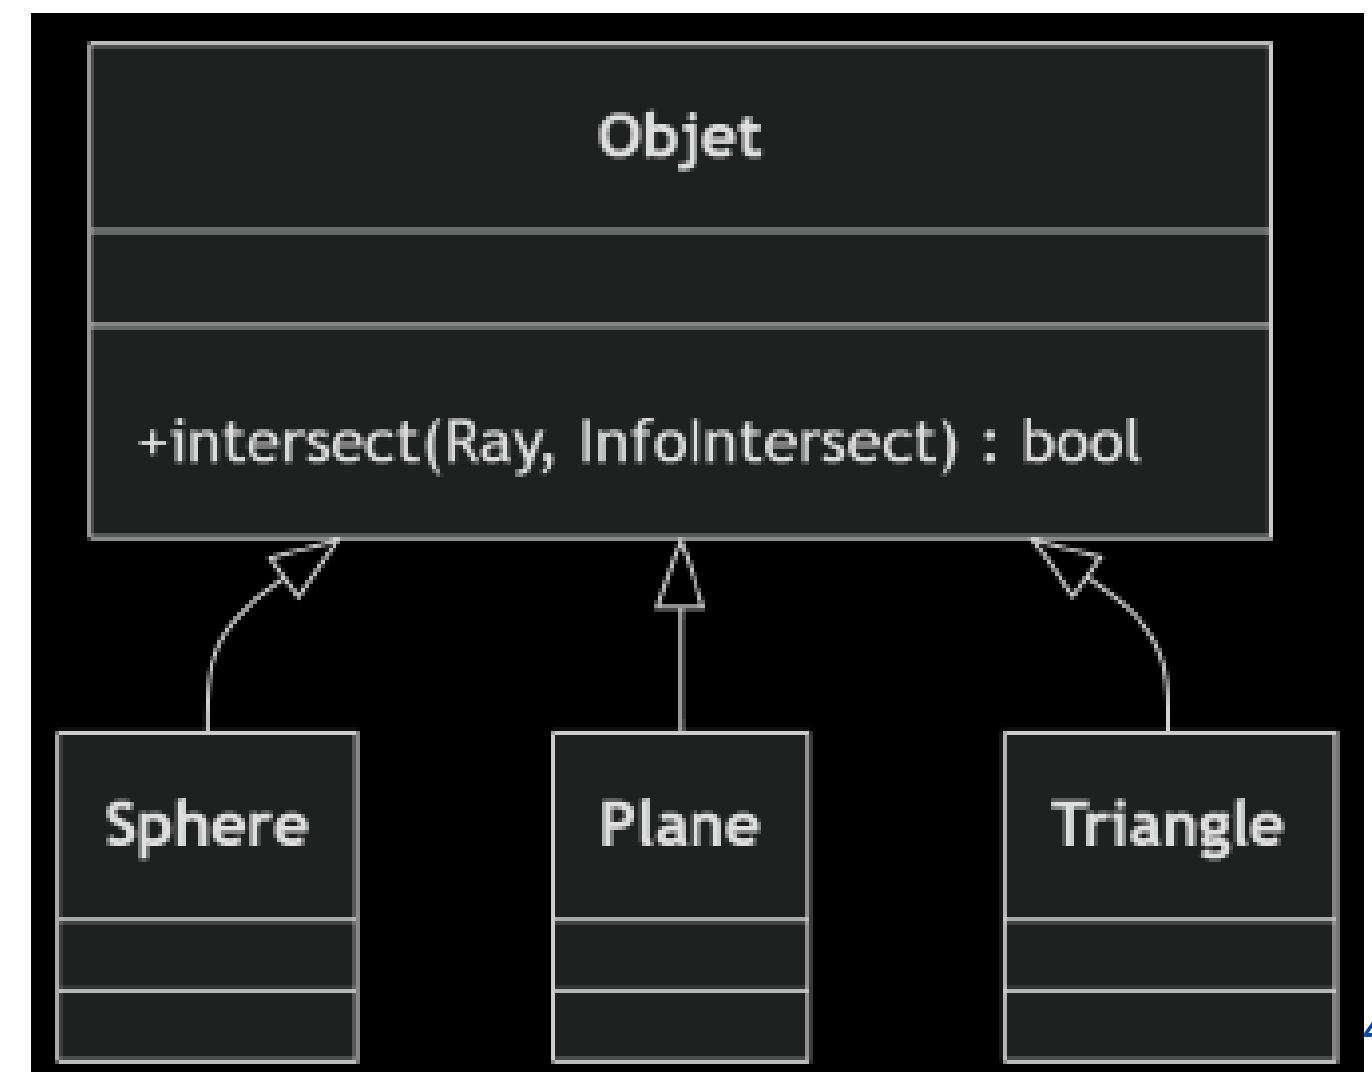 Objet
+intersect(Ray, InfoIntersect) : bool
Sphere
Plane
Triangle